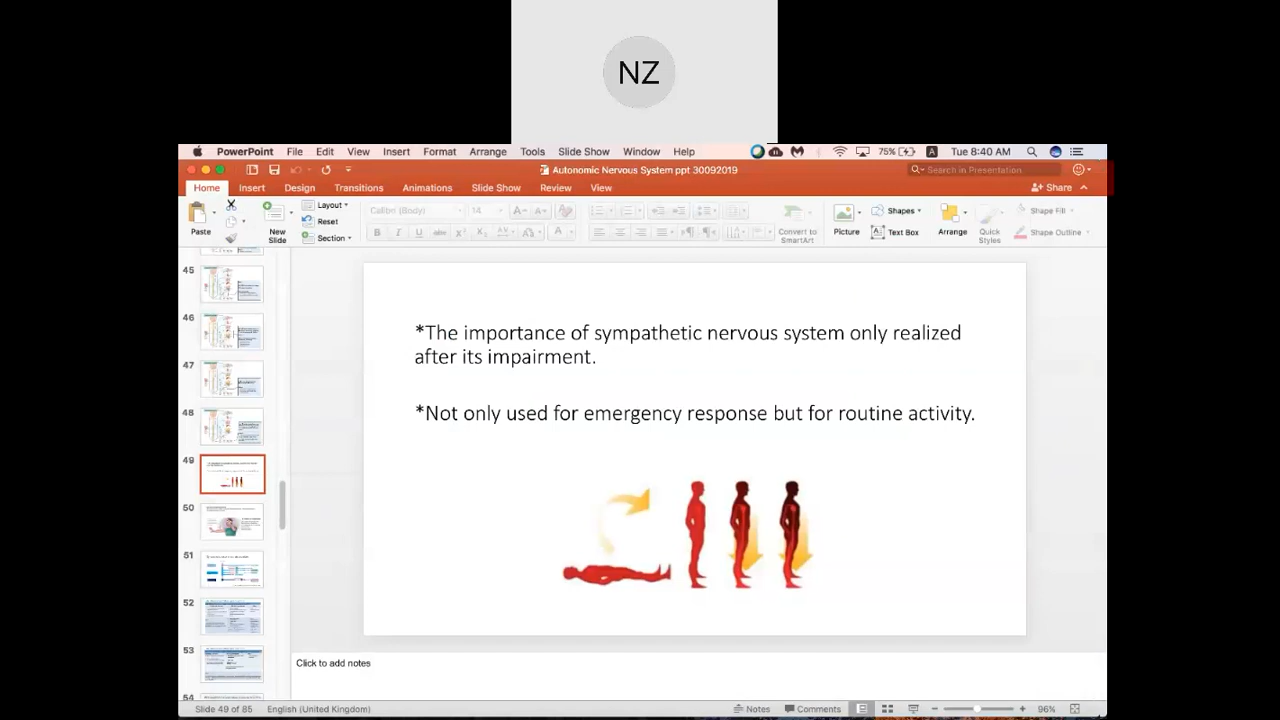 NZ
PowerPoint File Edit View Insert Format Arrange Tools Slide Show Window Help 75% A Tue 8:40 AM
Autonomic Nervous System ppt 30092019
Search in Presentation
Home Insert Design Transitions Animations Slide Show Review View Share
Paste
New Slide
Layout
Reset
Section
Calibri (Body) 14
Convert to SmartArt
Picture
Shapes
Text Box
Arrange
Quick Styles
Shape Fill
Shape Outline
45
46
47
48
49
50
51
52
53
54
*The importance of sympathetic nervous system only realized
after its impairment.
*Not only used for emergency response but for routine activity.
Click to add notes
Slide 49 of 85 English (United Kingdom) Notes Comments 96%